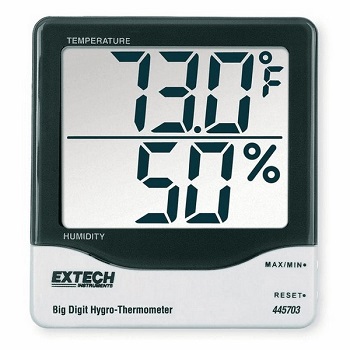 TEMPERATURE
73.0°F
50%
HUMIDITY
EXTECH
INSTRUMENTS
MAX/MIN•
RESET•
Big Digit Hygro-Thermometer
445703